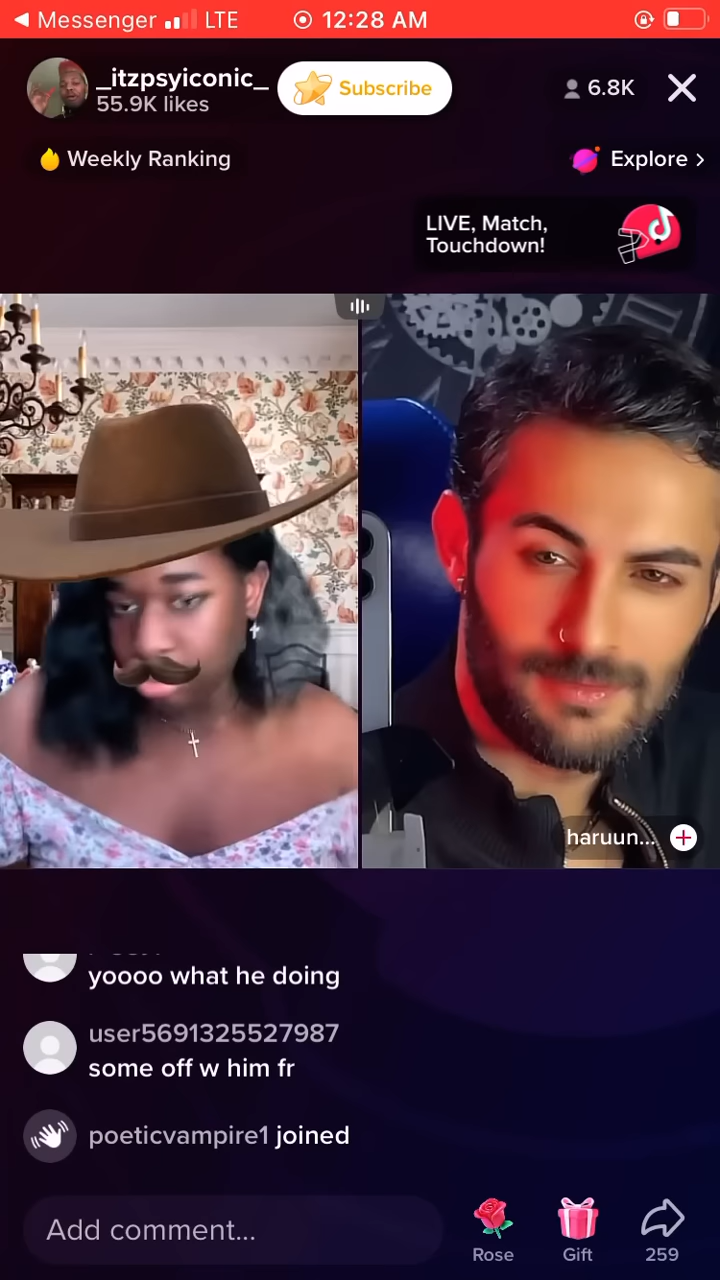 Messenger LTE 12:28 AM
_itzpsyiconic_
55.9K likes
Subscribe
6.8K
Weekly Ranking
Explore >
LIVE, Match,
Touchdown!
haruun...
yoooo what he doing
user5691325527987
some off w him fr
poeticvampire1 joined
Add comment...
Rose
Gift
259